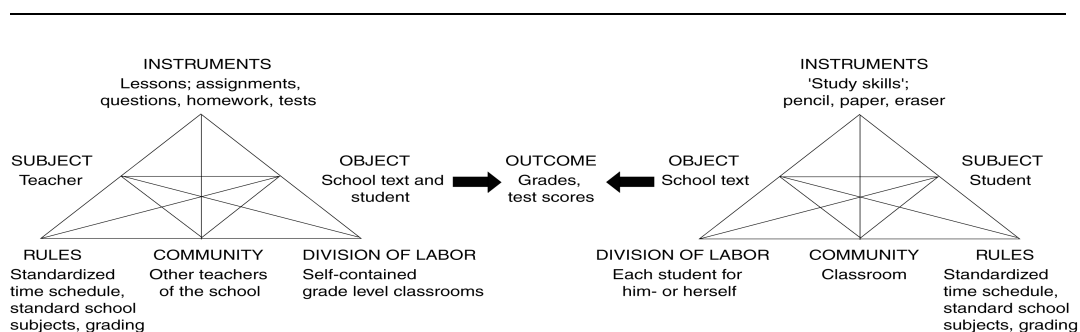 INSTRUMENTS
Lessons; assignments,
questions, homework, tests
SUBJECT
Teacher
OBJECT
School text and
student
RULES
Standardized
time schedule,
standard school
subjects, grading
COMMUNITY
Other teachers
of the school
DIVISION OF LABOR
Self-contained
grade level classrooms
OUTCOME
Grades,
test scores
INSTRUMENTS
'Study skills';
pencil, paper, eraser
OBJECT
School text
SUBJECT
Student
DIVISION OF LABOR
Each student for
him- or herself
COMMUNITY
Classroom
RULES
Standardized
time schedule,
standard school
subjects, grading